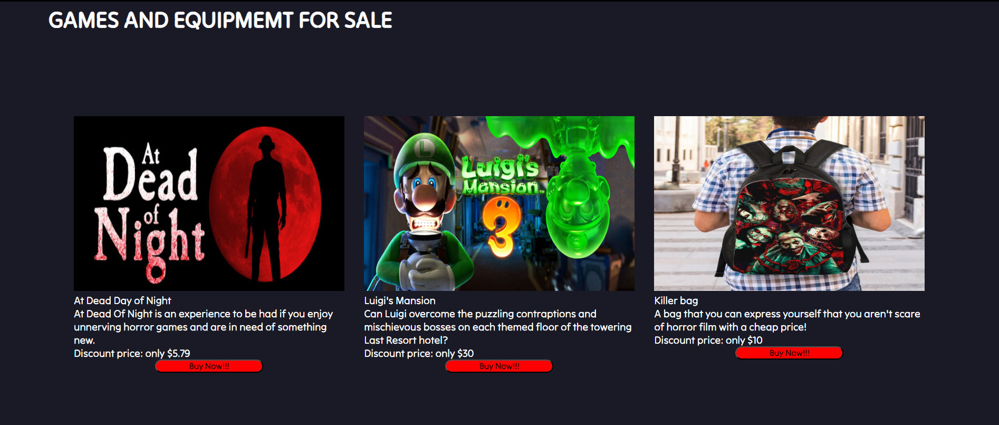 GAMES AND EQUIPMEMT FOR SALE
At
Dead
of
Night
L
Luigi's
Mansion™
3
At Dead Day of Night
At Dead Of Night is an experience to be had if you enjoy
unnerving horror games and are in need of something
new.
Discount price: only $5.79
Buy Now!!!
Luigi's Mansion
Can Luigi overcome the puzzling contraptions and
mischievous bosses on each themed floor of the towering
Last Resort hotel?
Discount price: only $30
Buy Now!!!
Killer bag
A bag that you can express yourself that you aren't scare
of horror film with a cheap price!
Discount price: only $10
Buy Now!!!